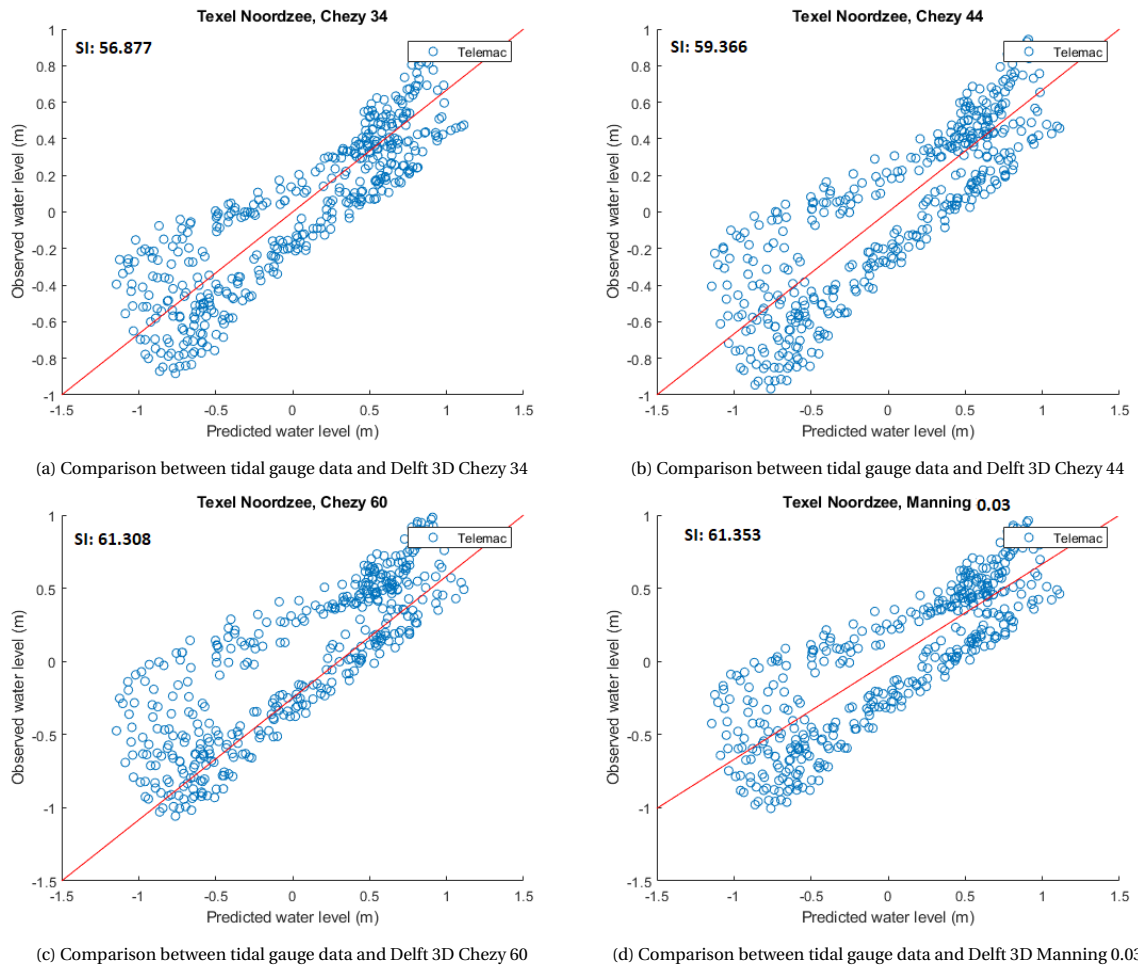 Texel Noordzee, Chezy 34
SI: 56.877
Telemac
1
0.8
0.6
0.4
0.2
0
-0.2
-0.4
-0.6
-0.8
-1
Observed water level (m)
-1.5
-1
-0.5
0
0.5
1
1.5
Predicted water level (m)
(a) Comparison between tidal gauge data and Delft 3D Chezy 34
Texel Noordzee, Chezy 44
SI: 59.366
Telemac
1
0.8
0.6
0.4
0.2
0
-0.2
-0.4
-0.6
-0.8
-1
Observed water level (m)
-1.5
-1
-0.5
0
0.5
1
1.5
Predicted water level (m)
(b) Comparison between tidal gauge data and Delft 3D Chezy 44
Texel Noordzee, Chezy 60
SI: 61.308
Telemac
1
0.5
0
-0.5
-1
-1.5
Observed water level (m)
-1.5
-1
-0.5
0
0.5
1
1.5
Predicted water level (m)
(c) Comparison between tidal gauge data and Delft 3D Chezy 60
Texel Noordzee, Manning 0.03
SI: 61.353
Telemac
1
0.5
0
-0.5
-1
-1.5
Observed water level (m)
-1.5
-1
-0.5
0
0.5
1
1.5
Predicted water level (m)
(d) Comparison between tidal gauge data and Delft 3D Manning 0.03